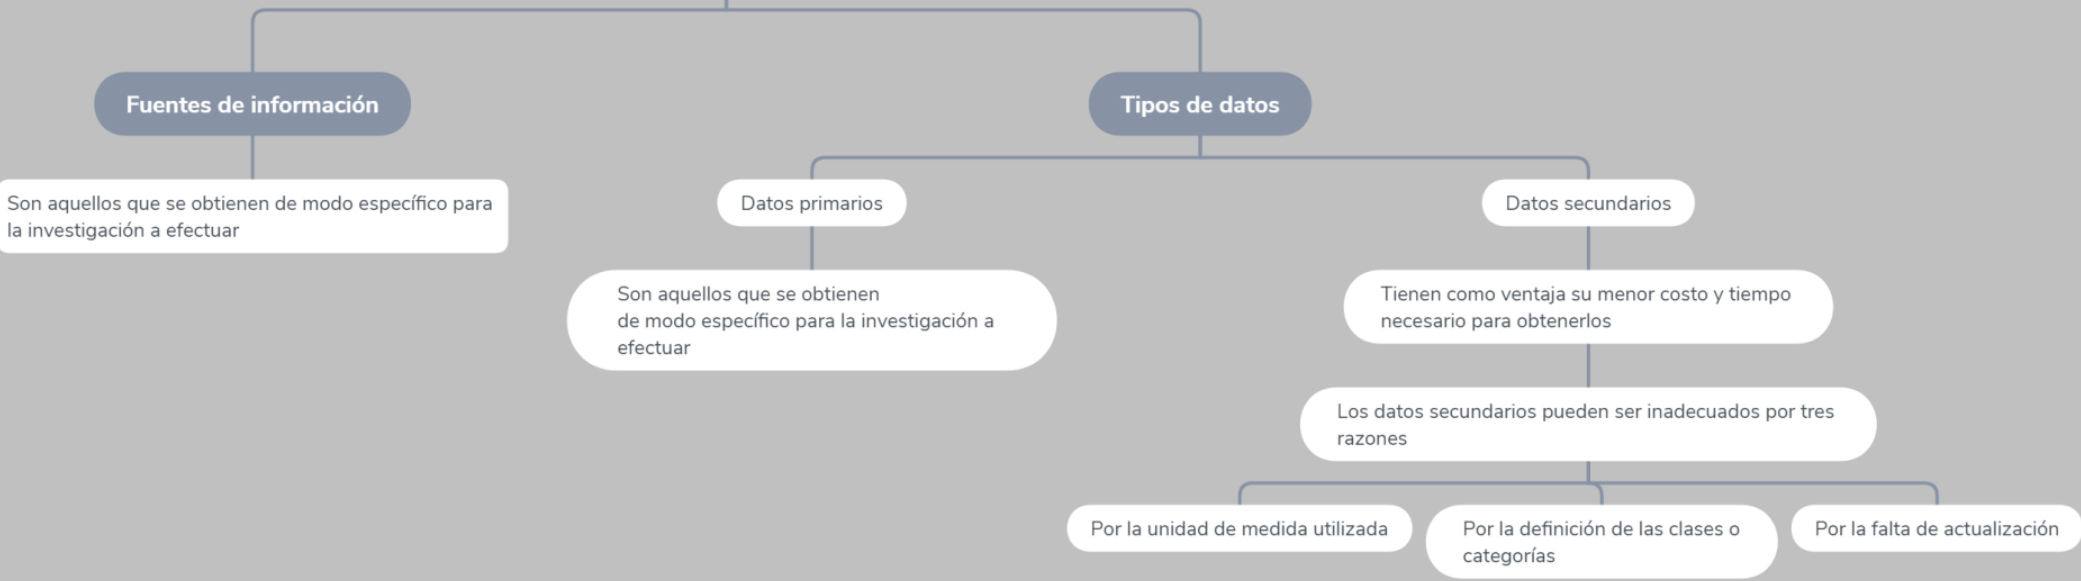 Fuentes de información
Tipos de datos
Son aquellos que se obtienen de modo específico para
la investigación a efectuar
Datos primarios
Datos secundarios
Son aquellos que se obtienen
de modo específico para la investigación a
efectuar
Tienen como ventaja su menor costo y tiempo
necesario para obtenerlos
Los datos secundarios pueden ser inadecuados por tres
razones
Por la unidad de medida utilizada
Por la definición de las clases o
categorías
Por la falta de actualización